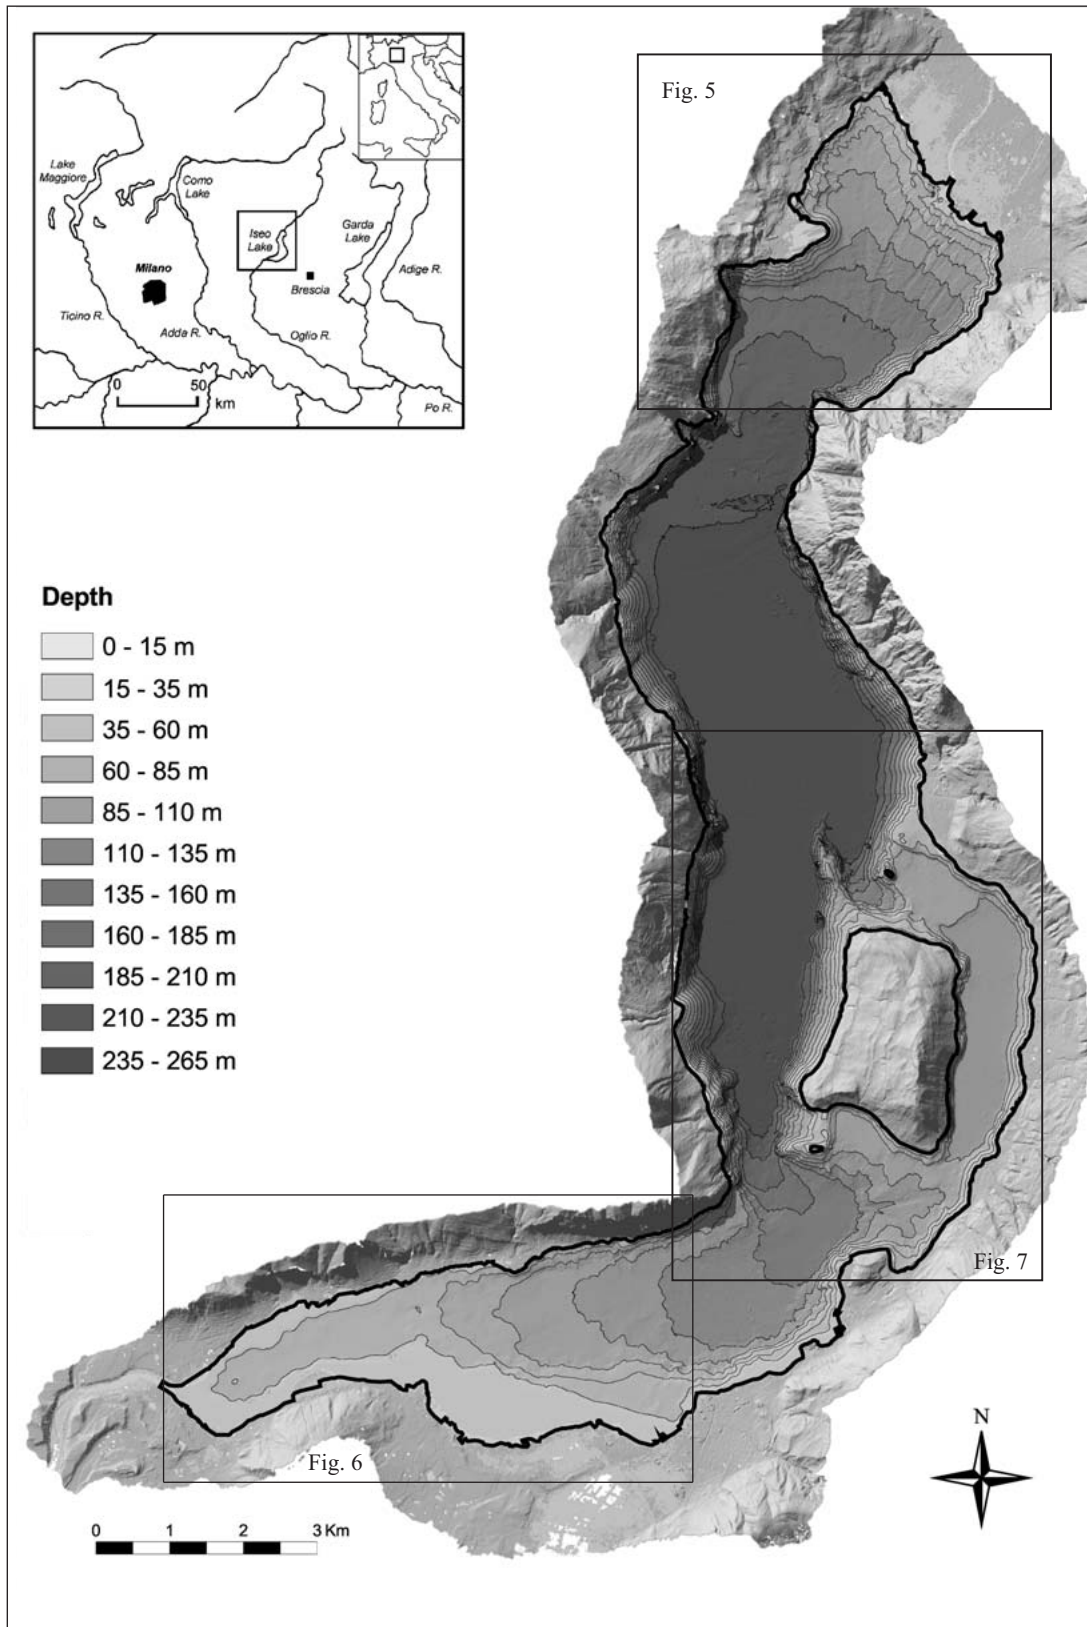 Fig. 5
Lake
Maggiore
Como
Lake
Iseo
Lake
Garda
Lake
Milano
Brescia
Adige R.
Ticino R.
Adda R.
Oglio R.
0 50
km
Po R.
Depth
0 - 15 m
15 - 35 m
35 - 60 m
60 - 85 m
85 - 110 m
110 - 135 m
135 - 160 m
160 - 185 m
185 - 210 m
210 - 235 m
235 - 265 m
Fig. 7
Fig. 6
N
0 1 2 3 Km